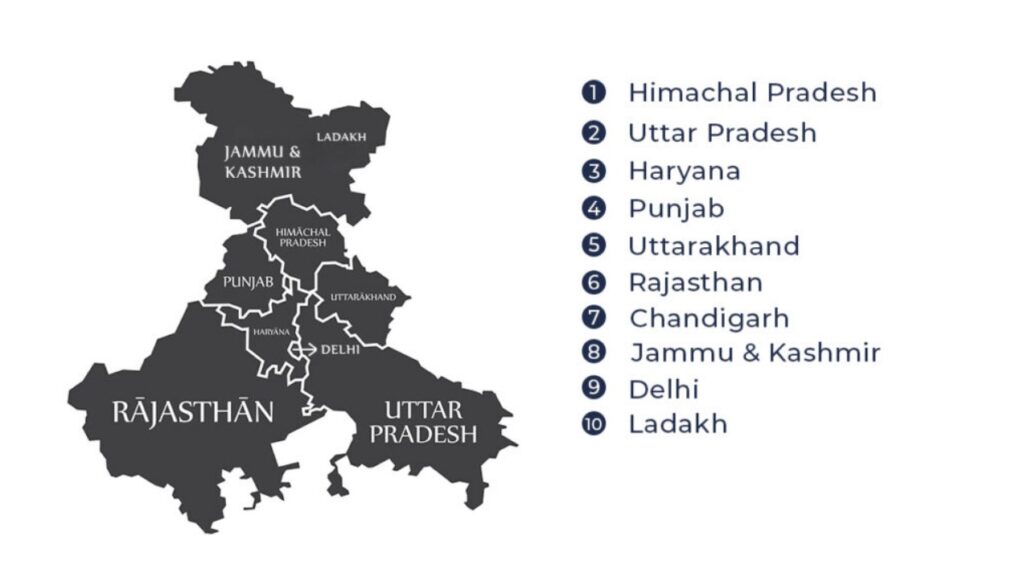 LADAKH
JAMMU &
KASHMIR
HIMĀCHAL
PRADESH
PUNJAB
UTTARĀKHAND
HARYĀNA
DELHI
RĀJASTHĀN
UTTAR
PRADESH
1 Himachal Pradesh
2 Uttar Pradesh
3 Haryana
4 Punjab
5 Uttarakhand
6 Rajasthan
7 Chandigarh
8 Jammu & Kashmir
9 Delhi
10 Ladakh